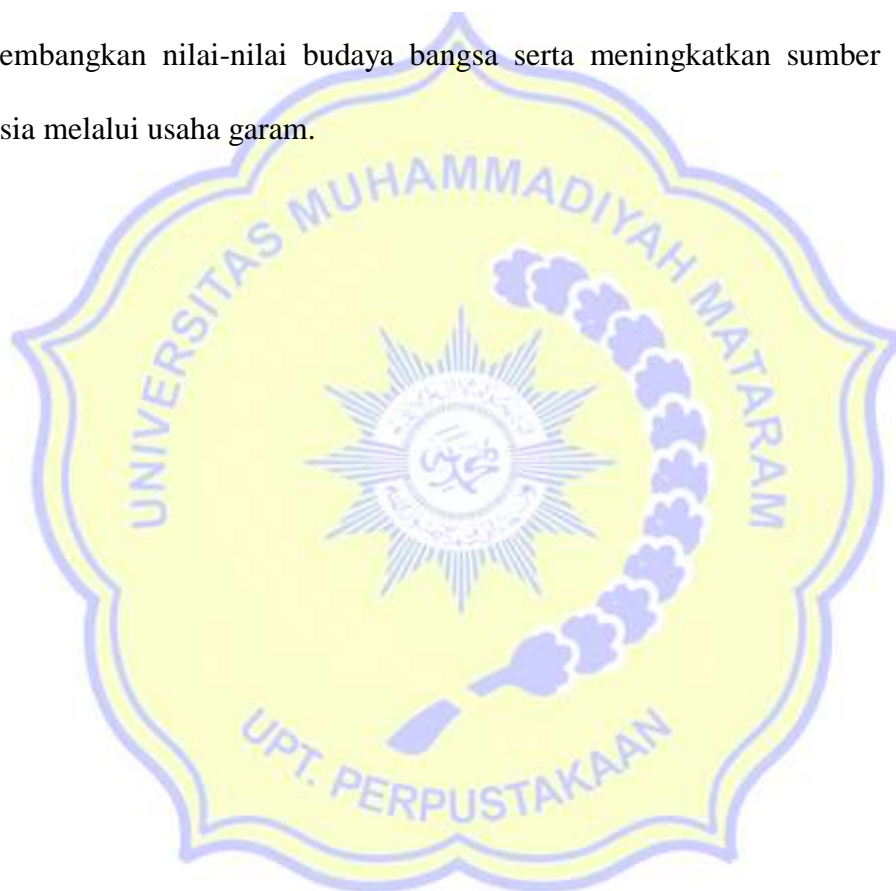 embangkan nilai-nilai budaya bangsa serta meningkatkan sumber
sia melalui usaha garam.
UNIVERSITAS MUHAMMADIYAH MATARAM
UPT. PERPUSTAKAAN